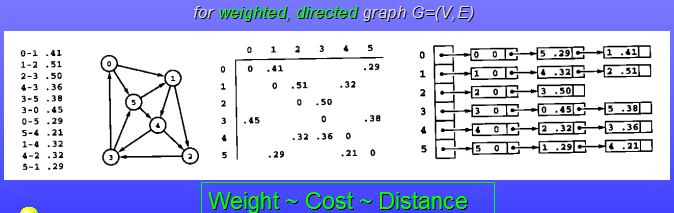 for weighted, directed graph G=(V,E)
0-1 .41
1-2 .51
2-3 .50
4-3 .36
3-5 .38
3-0 .45
0-5 .29
5-4 .21
1-4 .32
4-2 .32
5-1 .29
0
1
5
4
3
2
0 1 2 3 4 5
0 0 .41 .29
1 0 .51 .32
2 0 .50
3 .45 0 .38
4 .32 .36 0
5 .29 .21 0
0 0 0 5 .29 1 .41
1 1 0 4 .32 2 .51
2 2 0 3 .50
3 3 0 0 .45 5 .38
4 4 0 2 .32 3 .36
5 5 0 1 .29 4 .21
Weight ~ Cost ~ Distance